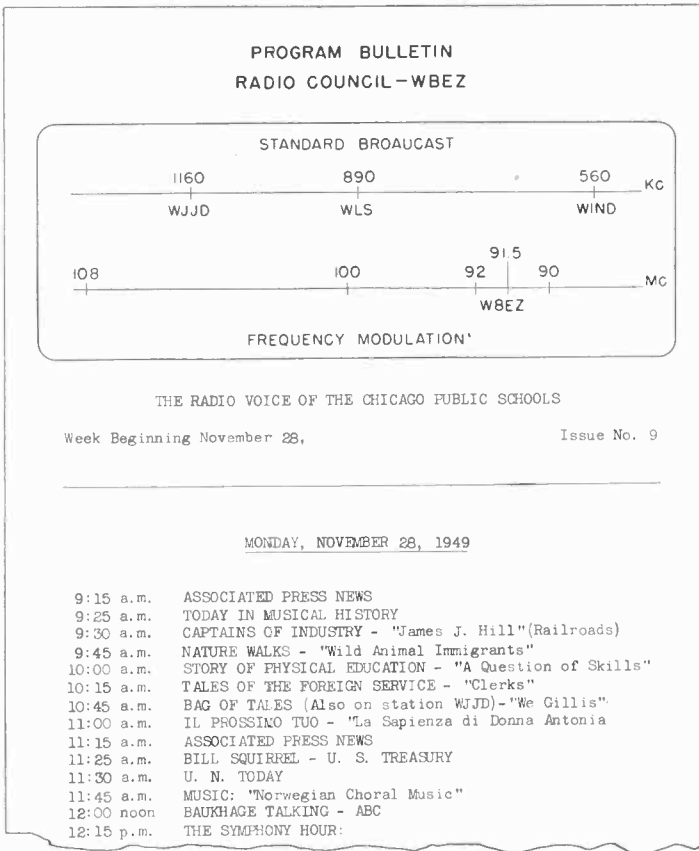 PROGRAM BULLETIN
RADIO COUNCIL-WBEZ
STANDARD BROAUCAST
1160 890 560 KC
WJJD WLS WIND
91.5
108 100 92 90 MC
W8EZ
FREQUENCY MODULATION'
THE RADIO VOICE OF THE CHICAGO PUBLIC SCHOOLS
Week Beginning November 28, Issue No. 9
MONDAY, NOVEMBER 28, 1949
9:15 a.m. ASSOCIATED PRESS NEWS
9:25 a.m. TODAY IN MUSICAL HISTORY
9:30 a.m. CAPTAINS OF INDUSTRY - "James J. Hill"(Railroads)
9:45 a.m. NATURE WALKS - "Wild Animal Immigrants"
10:00 a.m. STORY OF PHYSICAL EDUCATION - "A Question of Skills"
10:15 a.m. TALES OF THE FOREIGN SERVICE - "Clerks"
10:45 a.m. BAG OF TALES (Also on station WJJD)-"We Gillis"
11:00 a.m. IL PROSSIMO TUO - "La Sapienza di Donna Antonia
11:15 a.m. ASSOCIATED PRESS NEWS
11:25 a.m. BILL SQUIRREL - U. S. TREASURY
11:30 a.m. U. N. TODAY
11:45 a.m. MUSIC: "Norwegian Choral Music"
12:00 noon BAUKHAGE TALKING - ABC
12:15 p.m. THE SYMPHONY HOUR: